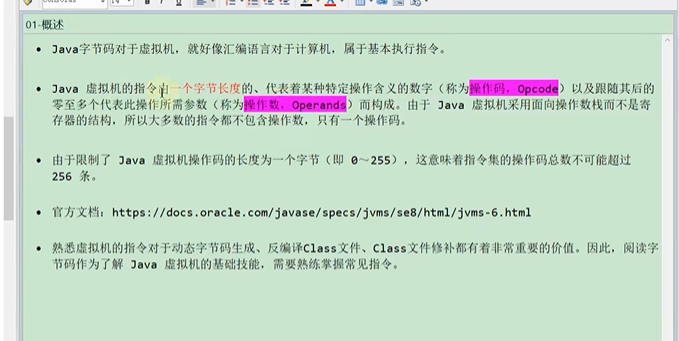 01-概述
• Java字节码对于虚拟机，就好像汇编语言对于计算机，属于基本执行指令。
• Java 虚拟机的指令由一个字节长度的、代表着某种特定操作含义的数字（称为操作码，Opcode）以及跟随其后的
零至多个代表此操作所需参数（称为操作数，Operands）而构成。由于 Java 虚拟机采用面向操作数栈而不是寄
存器的结构，所以大多数的指令都不包含操作数，只有一个操作码。
• 由于限制了 Java 虚拟机操作码的长度为一个字节（即 0～255），这意味着指令集的操作码总数不可能超过
256 条。
• 官方文档：https://docs.oracle.com/javase/specs/jvms/se8/html/jvms-6.html
• 熟悉虚拟机的指令对于动态字节码生成、反编译Class文件、Class文件修补都有着非常重要的价值。因此，阅读字
节码作为了解 Java 虚拟机的基础技能，需要熟练掌握常见指令。